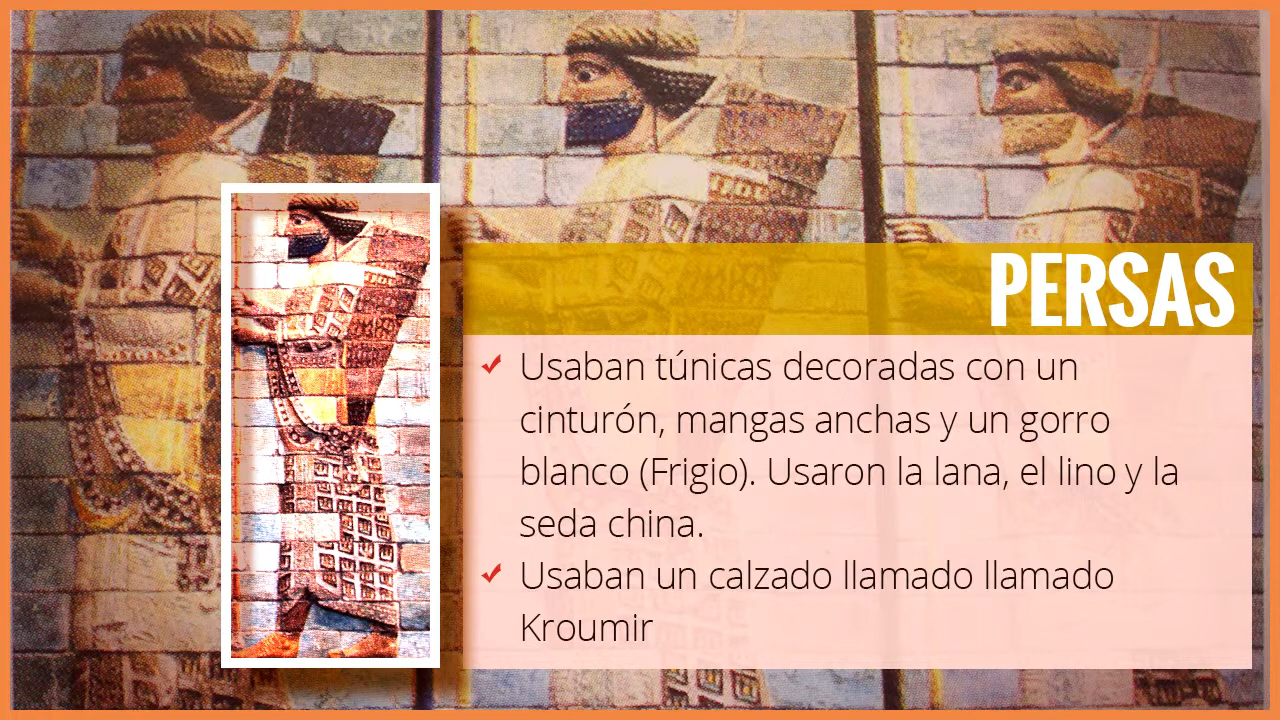 PERSAS
Usaban túnicas decoradas con un
cinturón, mangas anchas y un gorro
blanco (Frigio). Usaron la lana, el lino y la
seda china.
Usaban un calzado llamado llamado
Kroumir